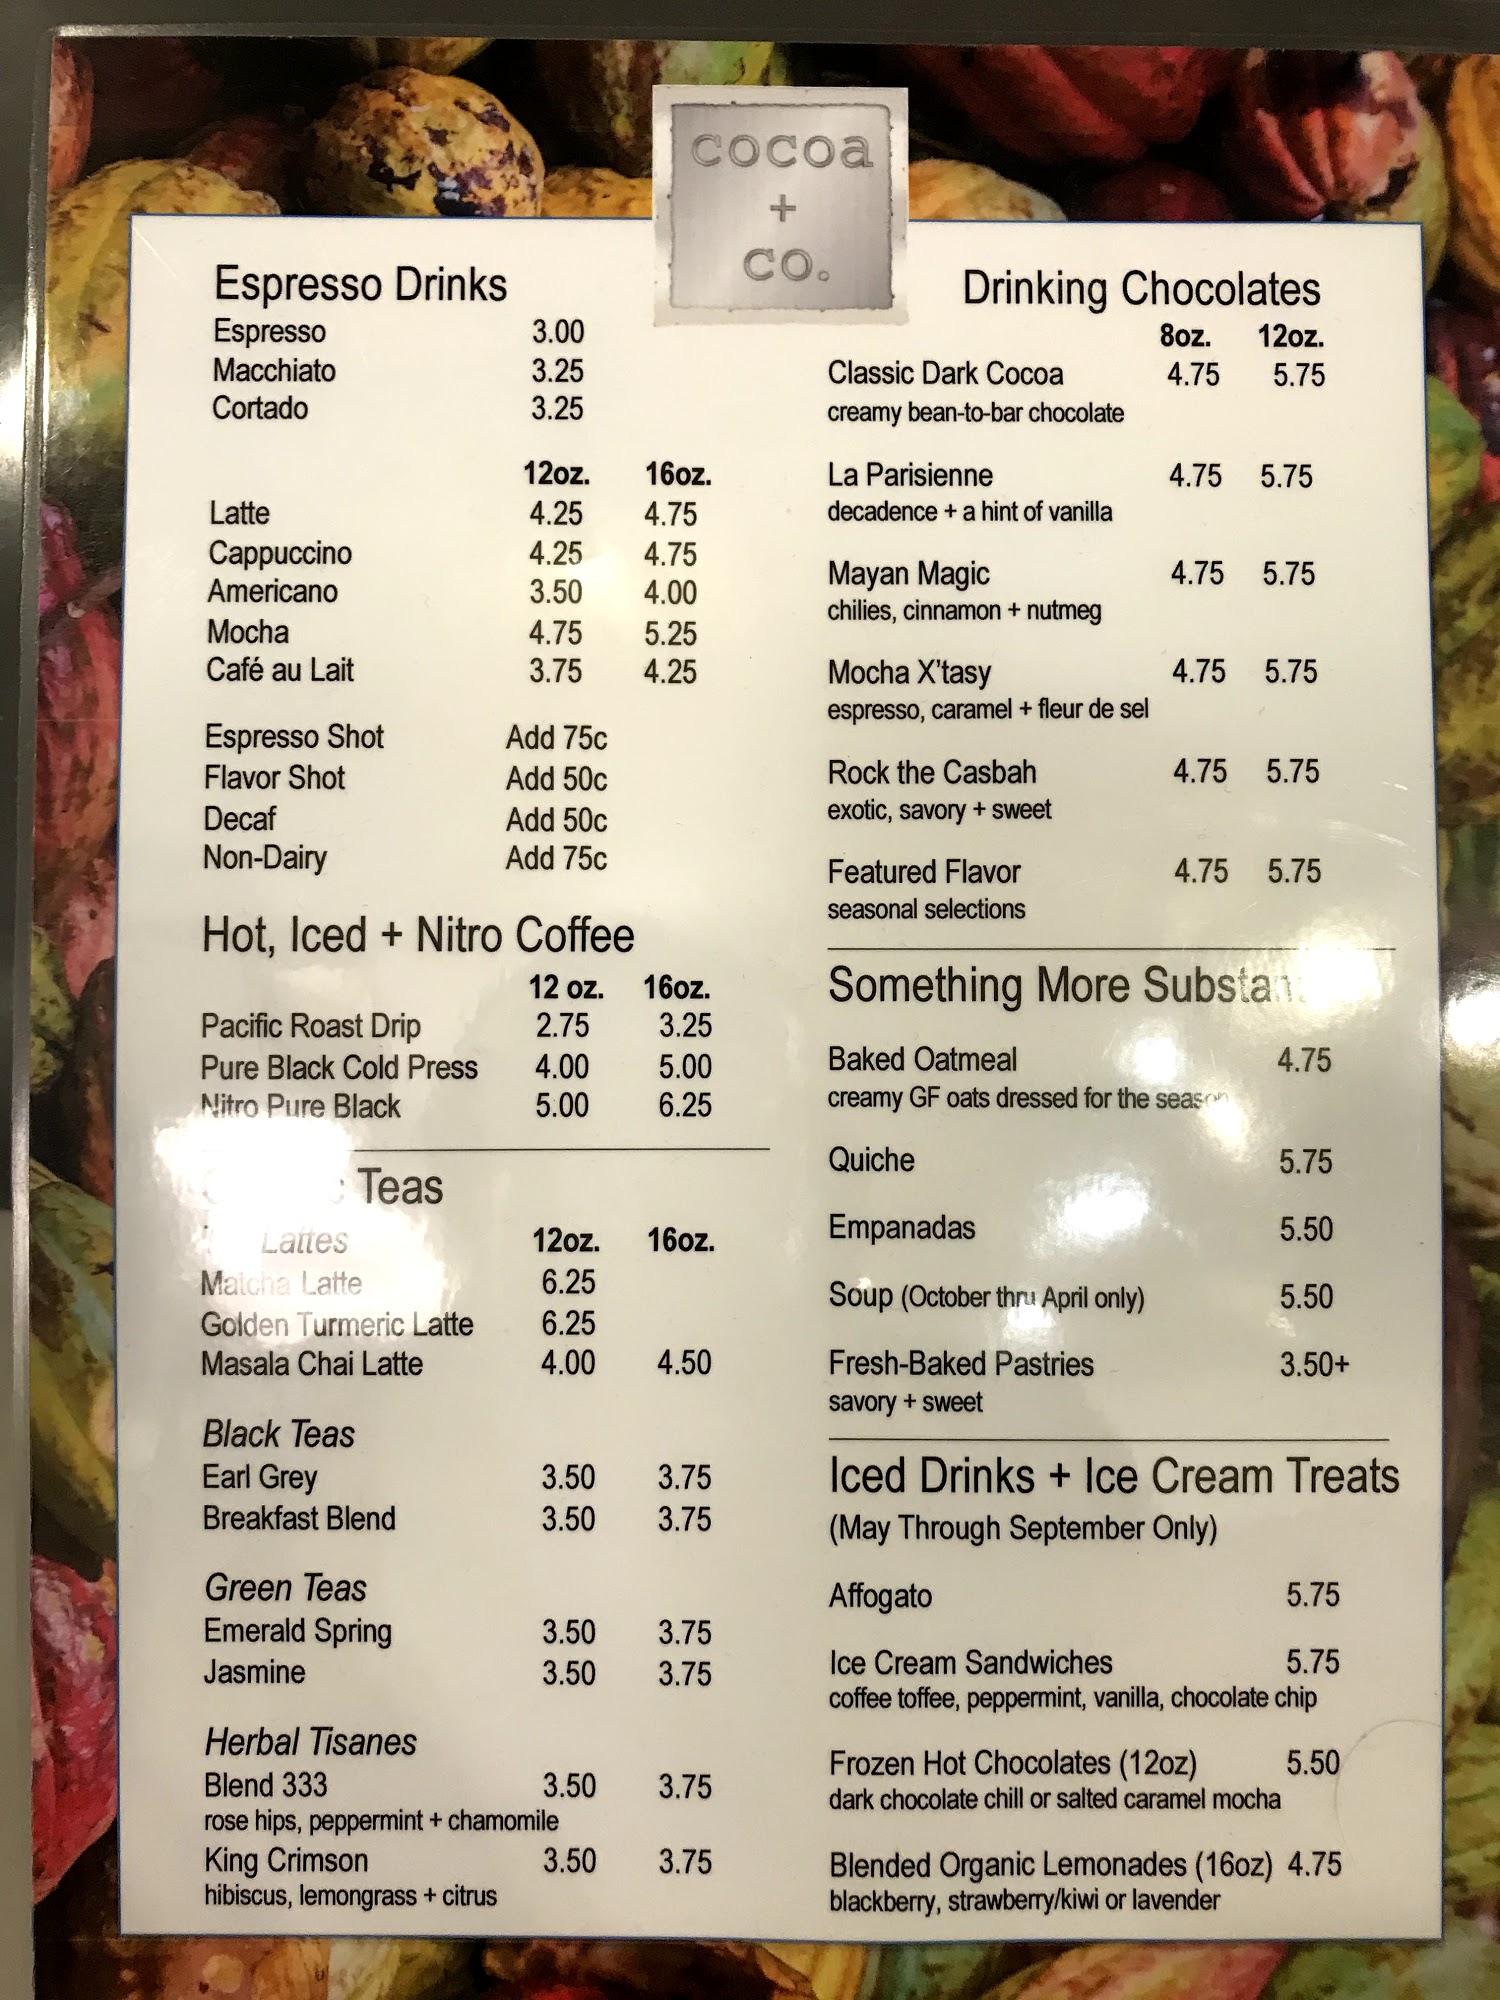 cocoa
+
co.
Espresso Drinks
Espresso 3.00
Macchiato 3.25
Cortado 3.25
12oz. 16oz.
Latte 4.25 4.75
Cappuccino 4.25 4.75
Americano 3.50 4.00
Mocha 4.75 5.25
Café au Lait 3.75 4.25
Espresso Shot Add 75c
Flavor Shot Add 50c
Decaf Add 50c
Non-Dairy Add 75c
Hot, Iced + Nitro Coffee
12 oz. 16oz.
Pacific Roast Drip 2.75 3.25
Pure Black Cold Press 4.00 5.00
Nitro Pure Black 5.00 6.25
Teas
Lattes 12oz. 16oz.
Matcha Latte 6.25
Golden Turmeric Latte 6.25
Masala Chai Latte 4.00 4.50
Black Teas
Earl Grey 3.50 3.75
Breakfast Blend 3.50 3.75
Green Teas
Emerald Spring 3.50 3.75
Jasmine 3.50 3.75
Herbal Tisanes
Blend 333 3.50 3.75
rose hips, peppermint + chamomile
King Crimson 3.50 3.75
hibiscus, lemongrass + citrus
Drinking Chocolates
8oz. 12oz.
Classic Dark Cocoa 4.75 5.75
creamy bean-to-bar chocolate
La Parisienne 4.75 5.75
decadence + a hint of vanilla
Mayan Magic 4.75 5.75
chilies, cinnamon + nutmeg
Mocha X'tasy 4.75 5.75
espresso, caramel + fleur de sel
Rock the Casbah 4.75 5.75
exotic, savory + sweet
Featured Flavor 4.75 5.75
seasonal selections
Something More
Baked Oatmeal 4.75
creamy GF oats dressed for the season
Quiche 5.75
Empanadas 5.50
Soup (October thru April only) 5.50
Fresh-Baked Pastries 3.50+
savory + sweet
Iced Drinks + Ice Cream Treats
(May Through September Only)
Affogato 5.75
Ice Cream Sandwiches 5.75
coffee toffee, peppermint, vanilla, chocolate chip
Frozen Hot Chocolates (12oz) 5.50
dark chocolate chill or salted caramel mocha
Blended Organic Lemonades (16oz) 4.75
blackberry, strawberry/kiwi or lavender